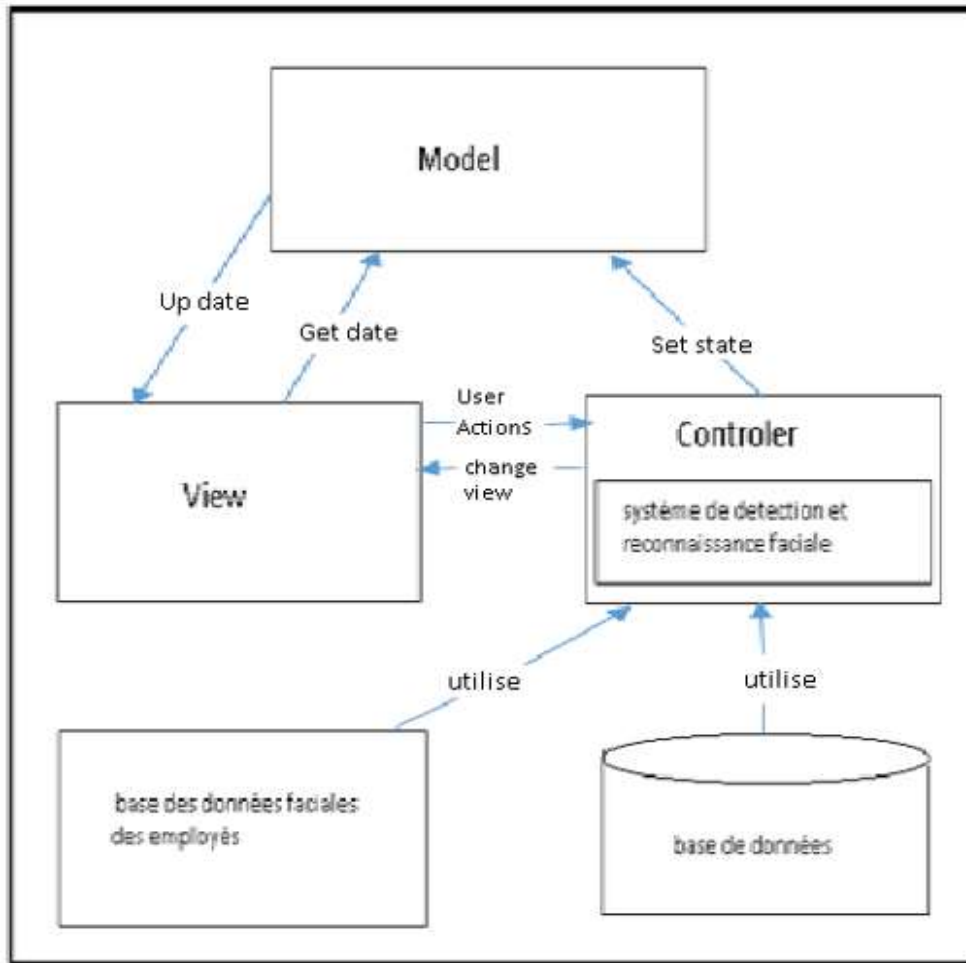 Model
Up date
Get date
Set state
User
Actions
change
view
View
Controler
système de detection et
reconnaissance faciale
utilise
utilise
base des données faciales
des employés
base de données